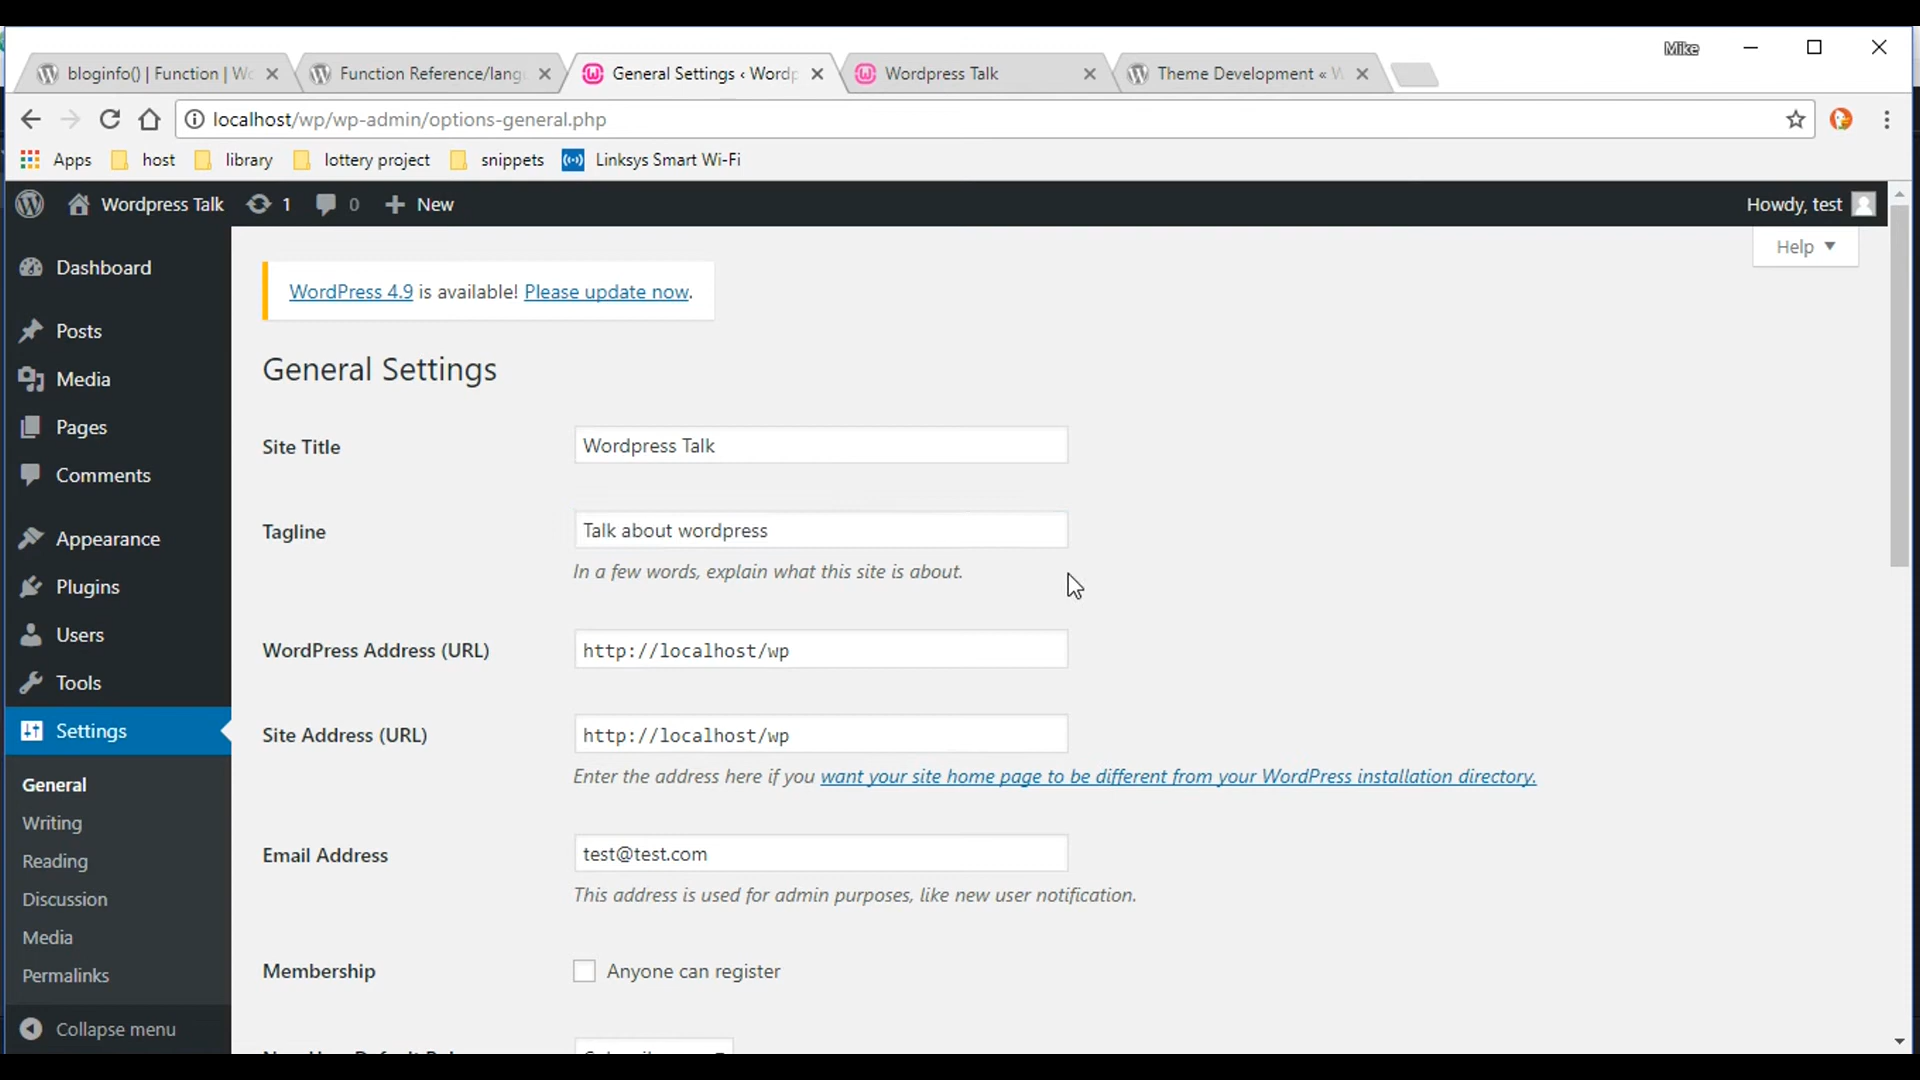 Mike
bloginfo() | Function | Wo
Function Reference/lang
General Settings ‹ Wordp
Wordpress Talk
Theme Development « W
localhost/wp/wp-admin/options-general.php
Apps host library lottery project snippets Linksys Smart Wi-Fi
Wordpress Talk 1 0 + New Howdy, test
Help
Dashboard
Posts
Media
Pages
Comments
Appearance
Plugins
Users
Tools
Settings
General
Writing
Reading
Discussion
Media
Permalinks
Collapse menu
WordPress 4.9 is available! Please update now.
General Settings
Site Title Wordpress Talk
Tagline Talk about wordpress
In a few words, explain what this site is about.
WordPress Address (URL) http://localhost/wp
Site Address (URL) http://localhost/wp
Enter the address here if you want your site home page to be different from your WordPress installation directory.
Email Address test@test.com
This address is used for admin purposes, like new user notification.
Membership Anyone can register